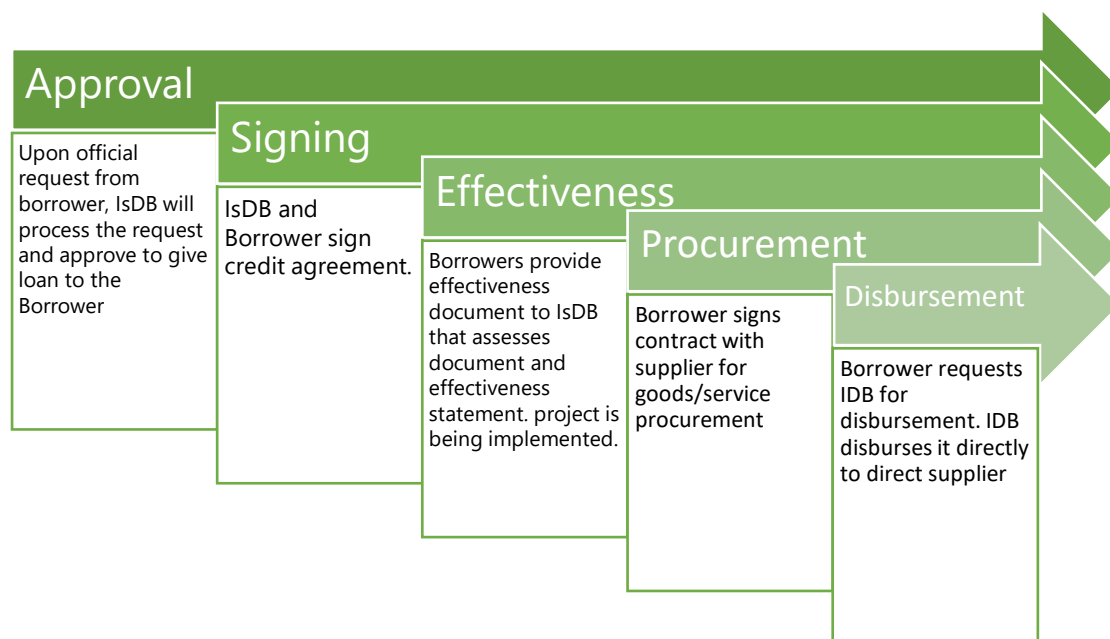 Approval
Upon official
request from
borrower, IsDB will
process the request
and approve to give
loan to the
Borrower
Signing
IsDB and
Borrower sign
credit agreement.
Effectiveness
Borrowers provide
effectiveness
document to IsDB
that assesses
document and
effectiveness
statement. project is
being implemented.
Procurement
Borrower signs
contract with
supplier for
goods/service
procurement
Disbursement
Borrower requests
IDB for
disbursement. IDB
disburses it directly
to direct supplier